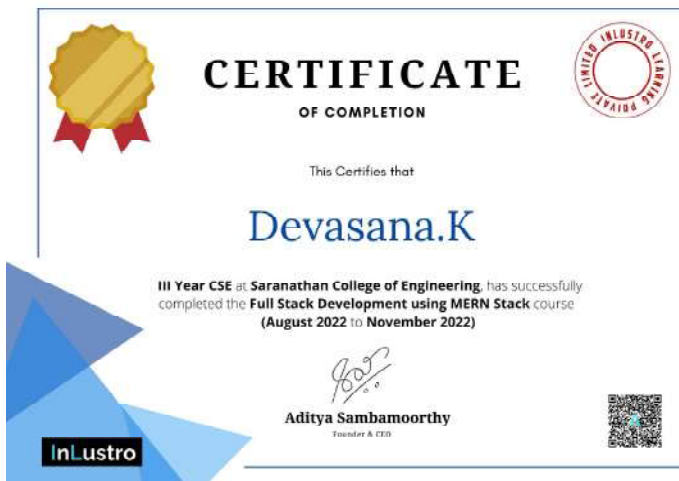 CERTIFICATE
OF COMPLETION
INLUSTRO LEARNING PRIVATE LIMITED
This Certifies that
Devasana.K
III Year CSE at Saranathan College of Engineering, has successfully
completed the Full Stack Development using MERN Stack course
(August 2022 to November 2022)
Aditya Sambamoorthy
Founder & CEO
InLustro